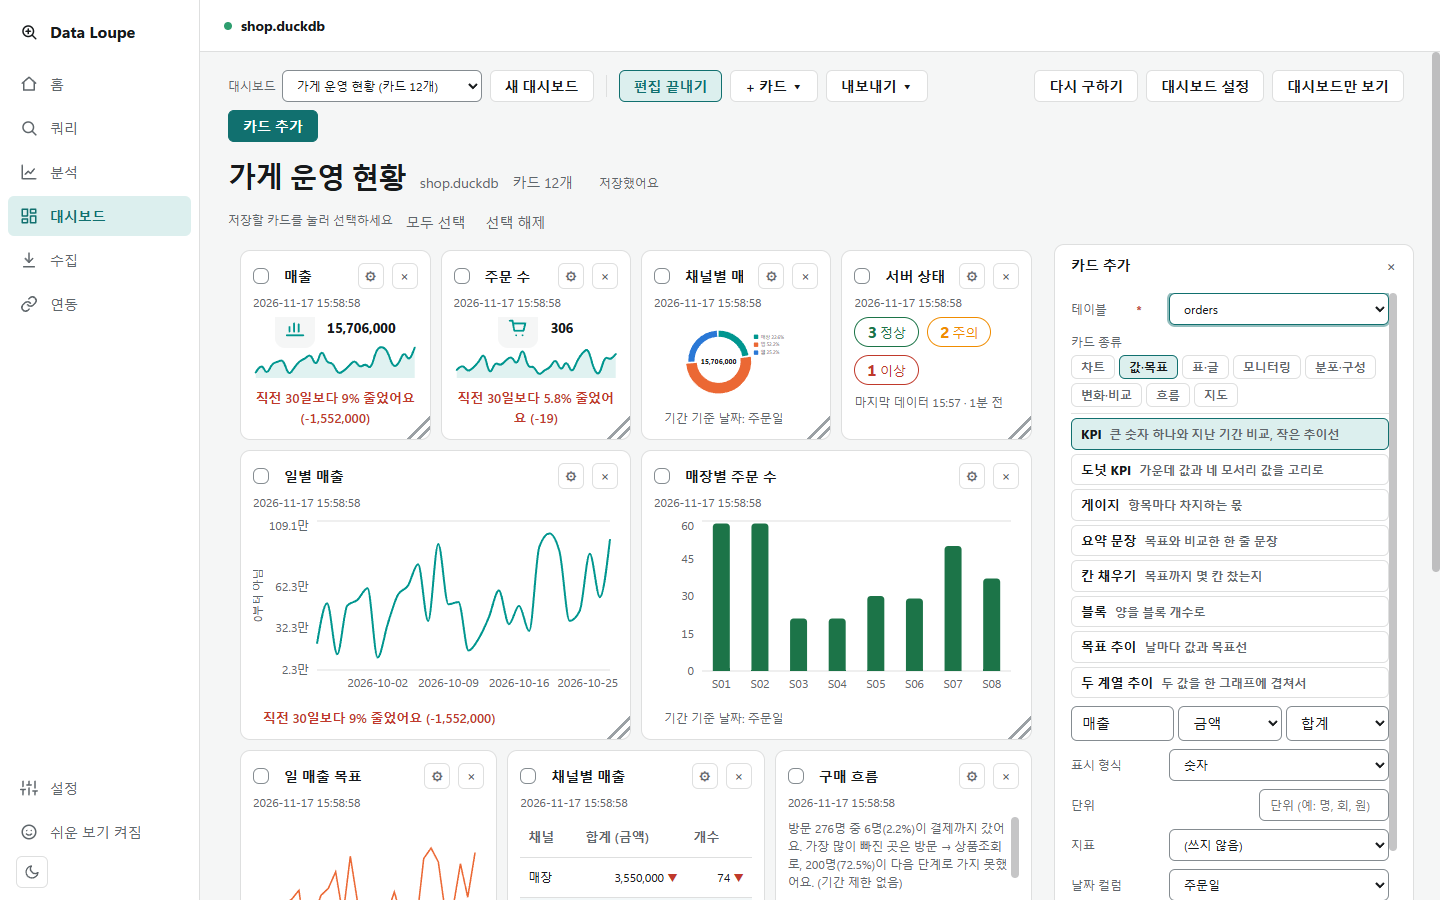 Data Loupe
홈
쿼리
분석
대시보드
수집
연동
설정
쉬운 보기 켜짐
shop.duckdb
대시보드
가게 운영 현황 (카드 12개)
새 대시보드
편집 끝내기
+ 카드 ▼
내보내기 ▼
다시 구하기
대시보드 설정
대시보드만 보기
카드 추가
가게 운영 현황 shop.duckdb 카드 12개 저장했어요
저장할 카드를 눌러 선택하세요 모두 선택 선택 해제
매출
2026-11-17 15:58:58
15,706,000
직전 30일보다 9% 줄었어요
(-1,552,000)
주문 수
2026-11-17 15:58:58
306
직전 30일보다 5.8% 줄었어
요 (-19)
채널별 매
2026-11-17 15:58:58
15,706,000
기간 기준 날짜: 주문일
서버 상태
2026-11-17 15:58:58
3 정상
2 주의
1 이상
마지막 데이터 15:57 · 1분 전
일별 매출
2026-11-17 15:58:58
0부터 아님
109.1만
62.3만
32.3만
2.3만
2026-10-02 2026-10-09 2026-10-16 2026-10-25
직전 30일보다 9% 줄었어요 (-1,552,000)
매장별 주문 수
2026-11-17 15:58:58
60
45
30
15
0
S01 S02 S03 S04 S05 S06 S07 S08
기간 기준 날짜: 주문일
일 매출 목표
2026-11-17 15:58:58
채널별 매출
2026-11-17 15:58:58
채널 합계 (금액) 개수
매장 3,550,000 ▼ 74 ▼
구매 흐름
2026-11-17 15:58:58
방문 276명 중 6명(2.2%)이 결제까지 갔어
요. 가장 많이 빠진 곳은 방문 → 상품조회
로, 200명(72.5%)이 다음 단계로 가지 못했
어요. (기간 제한 없음)
카드 추가
테이블 *
orders
카드 종류
차트 값·목표 표·글 모니터링 분포·구성
변화·비교 흐름 지도
KPI 큰 숫자 하나와 지난 기간 비교, 작은 추이선
도넛 KPI 가운데 값과 네 모서리 값을 고리로
게이지 항목마다 차지하는 몫
요약 문장 목표와 비교한 한 줄 문장
칸 채우기 목표까지 몇 칸 찼는지
블록 양을 블록 개수로
목표 추이 날마다 값과 목표선
두 계열 추이 두 값을 한 그래프에 겹쳐서
매출 금액 합계
표시 형식 숫자
단위 단위 (예: 명, 회, 원)
지표 (쓰지 않음)
날짜 컬럼 주문일